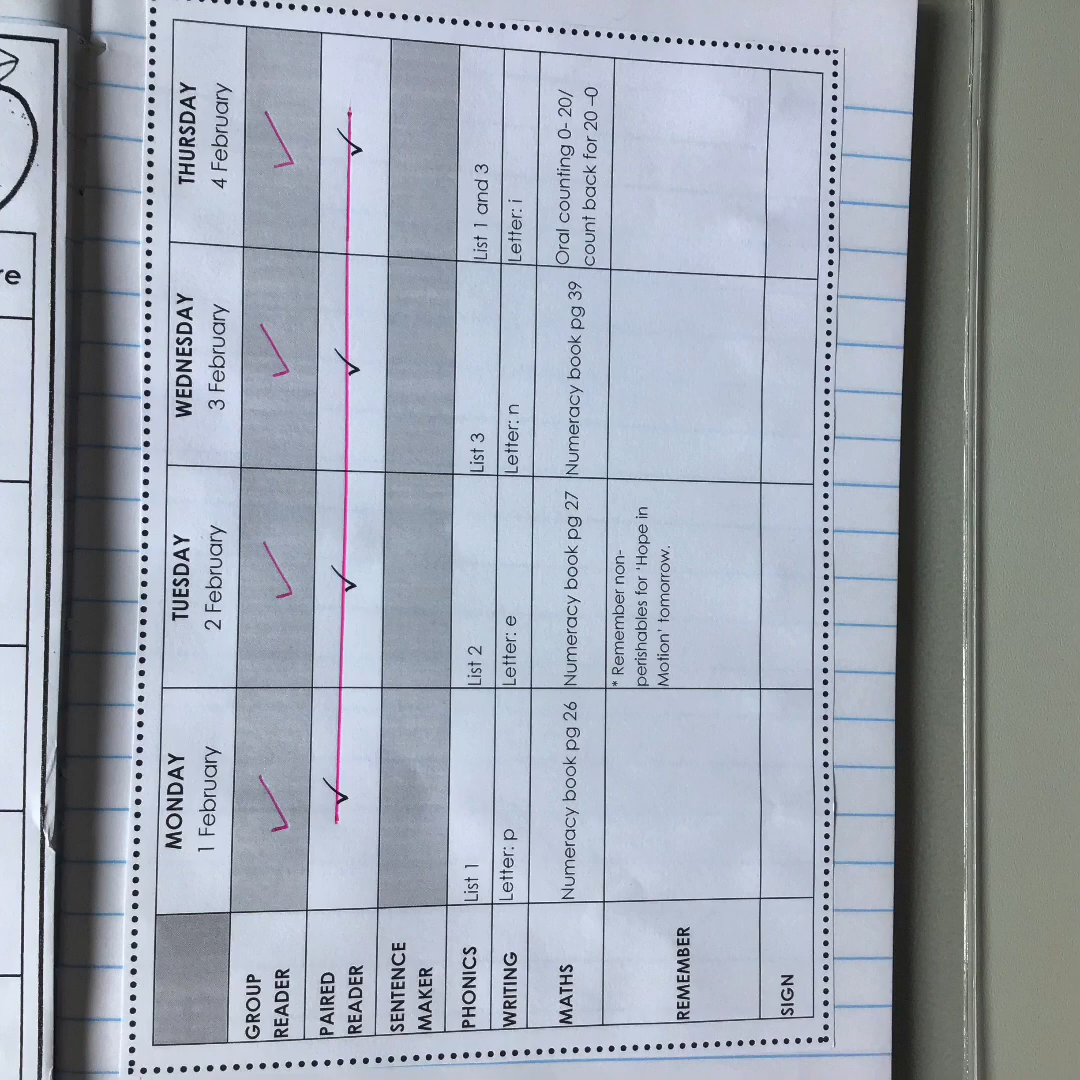 MONDAY TUESDAY WEDNESDAY THURSDAY
1 February 2 February 3 February 4 February
GROUP READER ✓ ✓ ✓ ✓
PAIRED READER ✓ ✓ ✓ ✓
SENTENCE MAKER
PHONICS List 1 List 2 List 3 List 1 and 3
WRITING Letter: p Letter: e Letter: n Letter: i
MATHS Numeracy book pg 26 Numeracy book pg 27 Numeracy book pg 39 Oral counting 0- 20/
count back for 20 -0
REMEMBER * Remember non-
perishables for 'Hope in
Motion' tomorrow.
SIGN